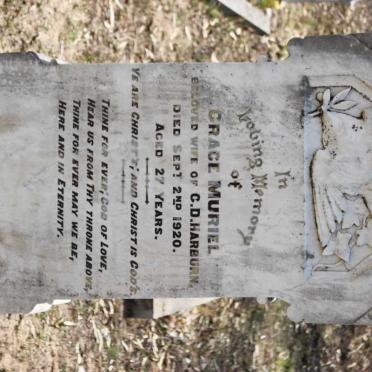 In
Loving Memory
of
GRACE MURIEL
BELOVED WIFE OF C.D. HARBURN,
DIED SEPT 2ND 1920.
AGED 27 YEARS.
YE ARE CHRIST'S; AND CHRIST IS GOD'S.
THINE FOR EVER, GOD OF LOVE,
HEAR US FROM THY THRONE ABOVE,
THINE FOR EVER MAY WE BE,
HERE AND IN ETERNITY.